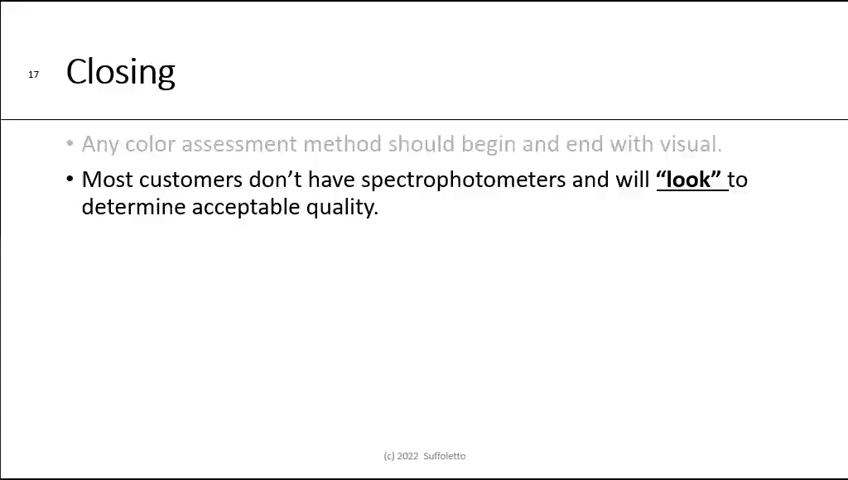 17
Closing
• Any color assessment method should begin and end with visual.
• Most customers don’t have spectrophotometers and will “look” to
determine acceptable quality.
(c) 2022 Suffoletto